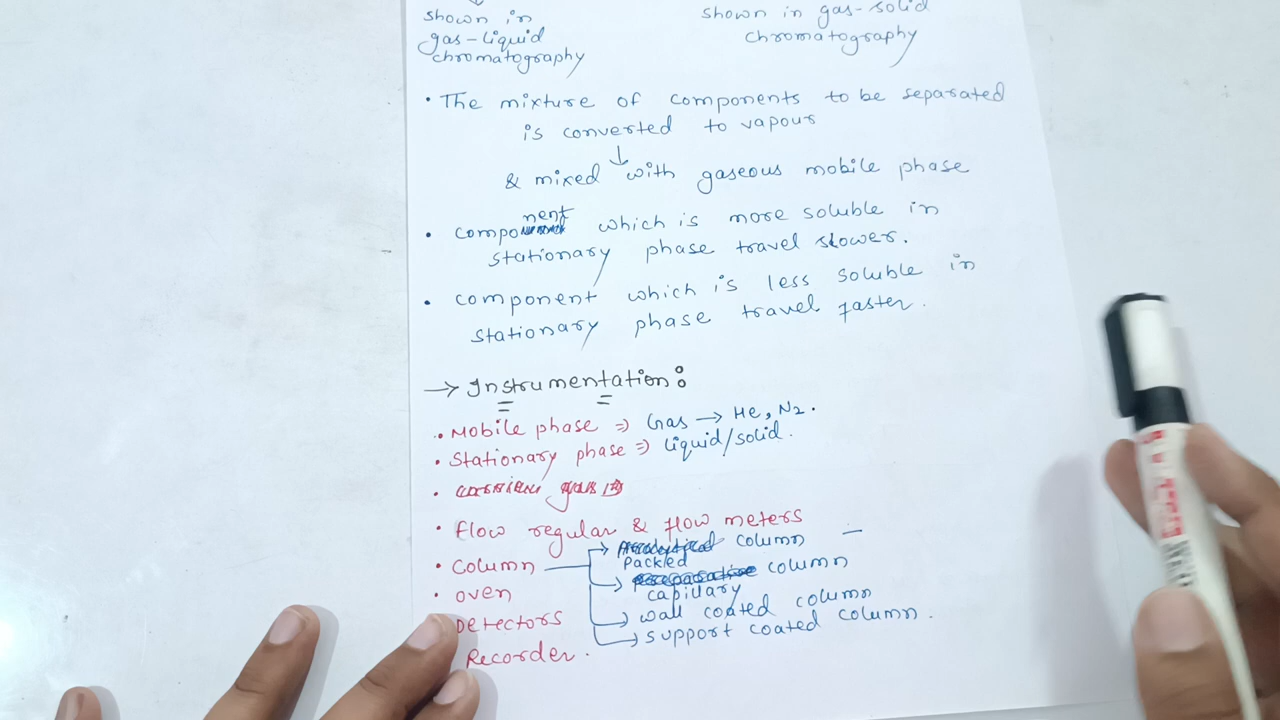 shown in
gas-liquid
chromatography
shown in gas-solid
chromatography
• The mixture of components to be separated
is converted to vapour
↓
& mixed with gaseous mobile phase
• component which is more soluble in
stationary phase travel slower.
• component which is less soluble in
stationary phase travel faster.
→ Instrumentation:
• Mobile phase ⇒ Gas → He, N2.
• Stationary phase ⇒ liquid/solid.
• flow regular & flow meters
• column → Packed column –
→ capillary column
→ wall coated column
→ support coated column.
• oven
Detectors
Recorder.